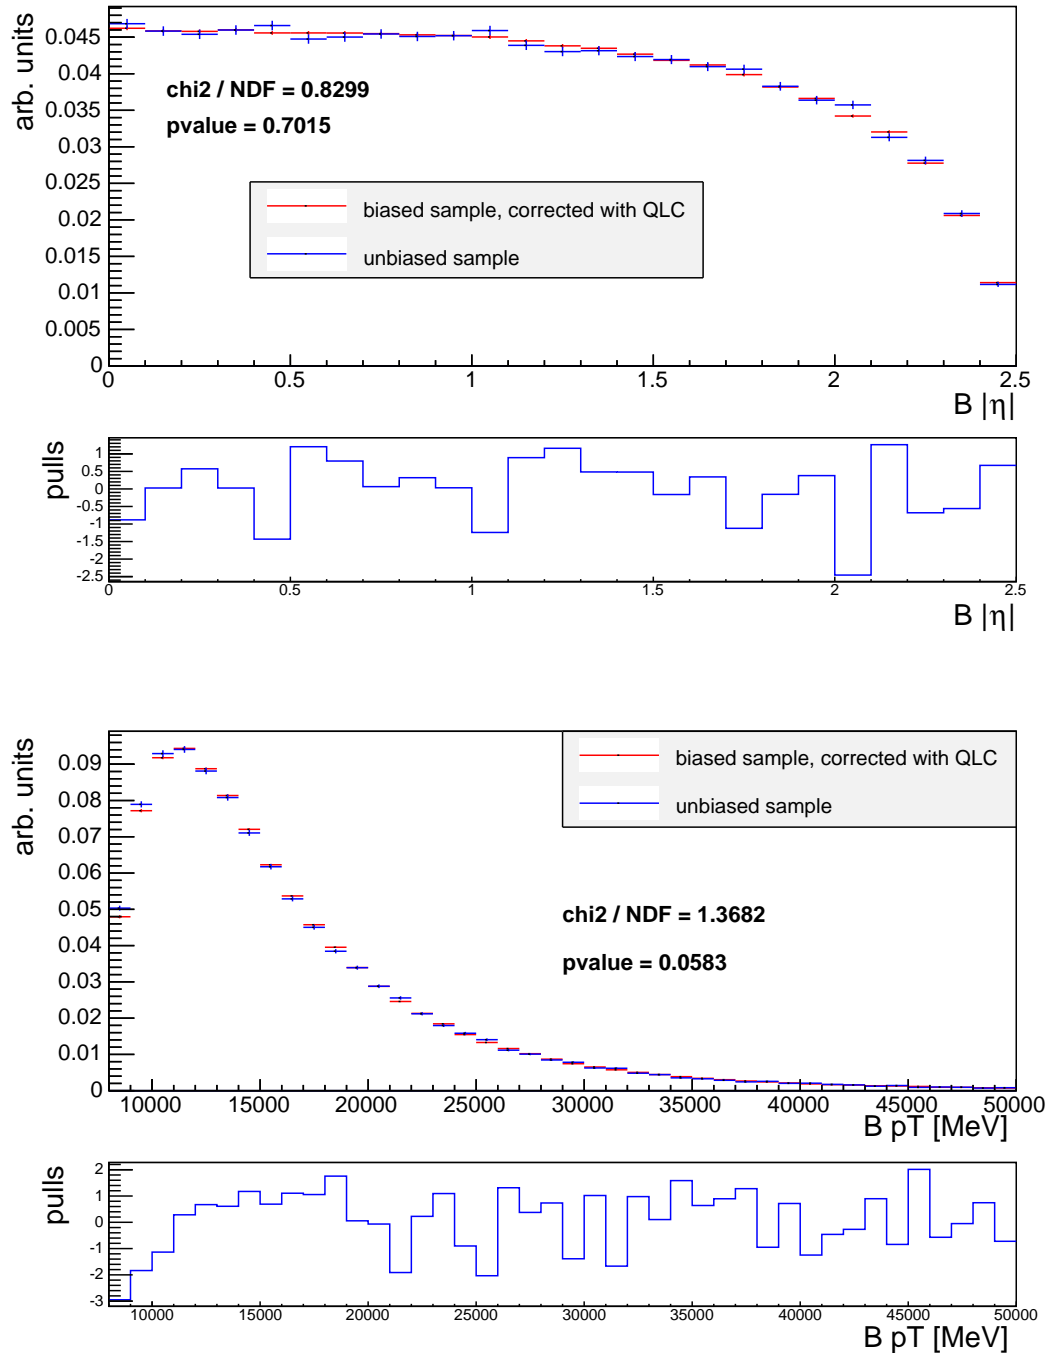 arb. units
0.045
0.04
0.035
0.03
0.025
0.02
0.015
0.01
0.005
0
chi2 / NDF = 0.8299
pvalue = 0.7015
biased sample, corrected with QLC
unbiased sample
0 0.5 1 1.5 2 2.5
B |η|
pulls
1
0.5
0
-0.5
-1
-1.5
-2
-2.5
0 0.5 1 1.5 2 2.5
B |η|
arb. units
0.09
0.08
0.07
0.06
0.05
0.04
0.03
0.02
0.01
0
biased sample, corrected with QLC
unbiased sample
chi2 / NDF = 1.3682
pvalue = 0.0583
10000 15000 20000 25000 30000 35000 40000 45000 50000
B pT [MeV]
pulls
2
1
0
-1
-2
-3
10000 15000 20000 25000 30000 35000 40000 45000 50000
B pT [MeV]